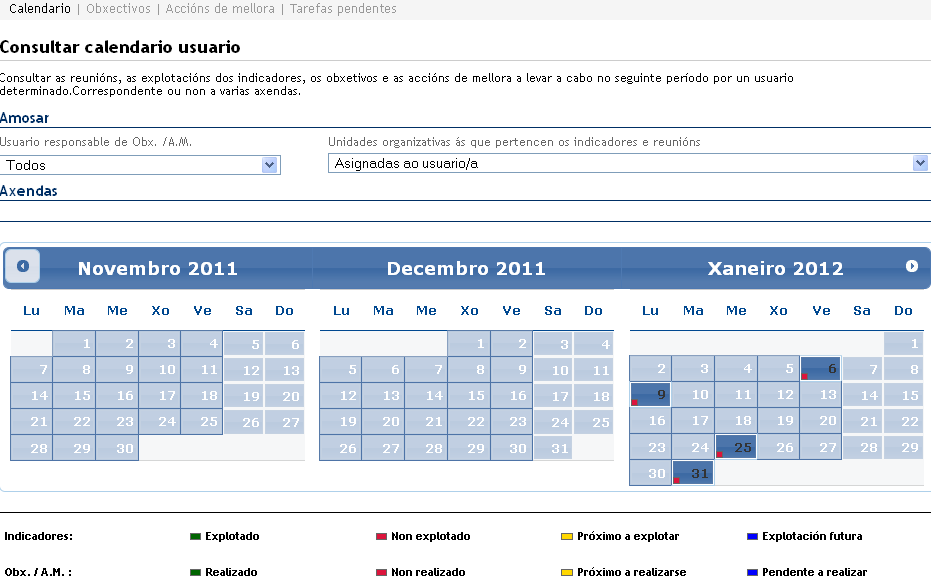 Calendario | Obxectivos | Accións de mellora | Tarefas pendentes
Consultar calendario usuario
Consultar as reunións, as explotacións dos indicadores, os obxetivos e as accións de mellora a levar a cabo no seguinte período por un usuario
determinado.Correspondente ou non a varias axendas.
Amosar
Usuario responsable de Obx. /A.M. Unidades organizativas ás que pertencen os indicadores e reunións
Todos Asignadas ao usuario/a
Axendas
Novembro 2011 Decembro 2011 Xaneiro 2012
Lu Ma Me Xo Ve Sa Do Lu Ma Me Xo Ve Sa Do Lu Ma Me Xo Ve Sa Do
1 2 3 4 5 6 1 2 3 4 1
7 8 9 10 11 12 13 5 6 7 8 9 10 11 2 3 4 5 6 7 8
14 15 16 17 18 19 20 12 13 14 15 16 17 18 9 10 11 12 13 14 15
21 22 23 24 25 26 27 19 20 21 22 23 24 25 16 17 18 19 20 21 22
28 29 30 26 27 28 29 30 31 23 24 25 26 27 28 29
30 31
Indicadores: Explotado Non explotado Próximo a explotar Explotación futura
Obx. / A.M. : Realizado Non realizado Próximo a realizarse Pendente a realizar